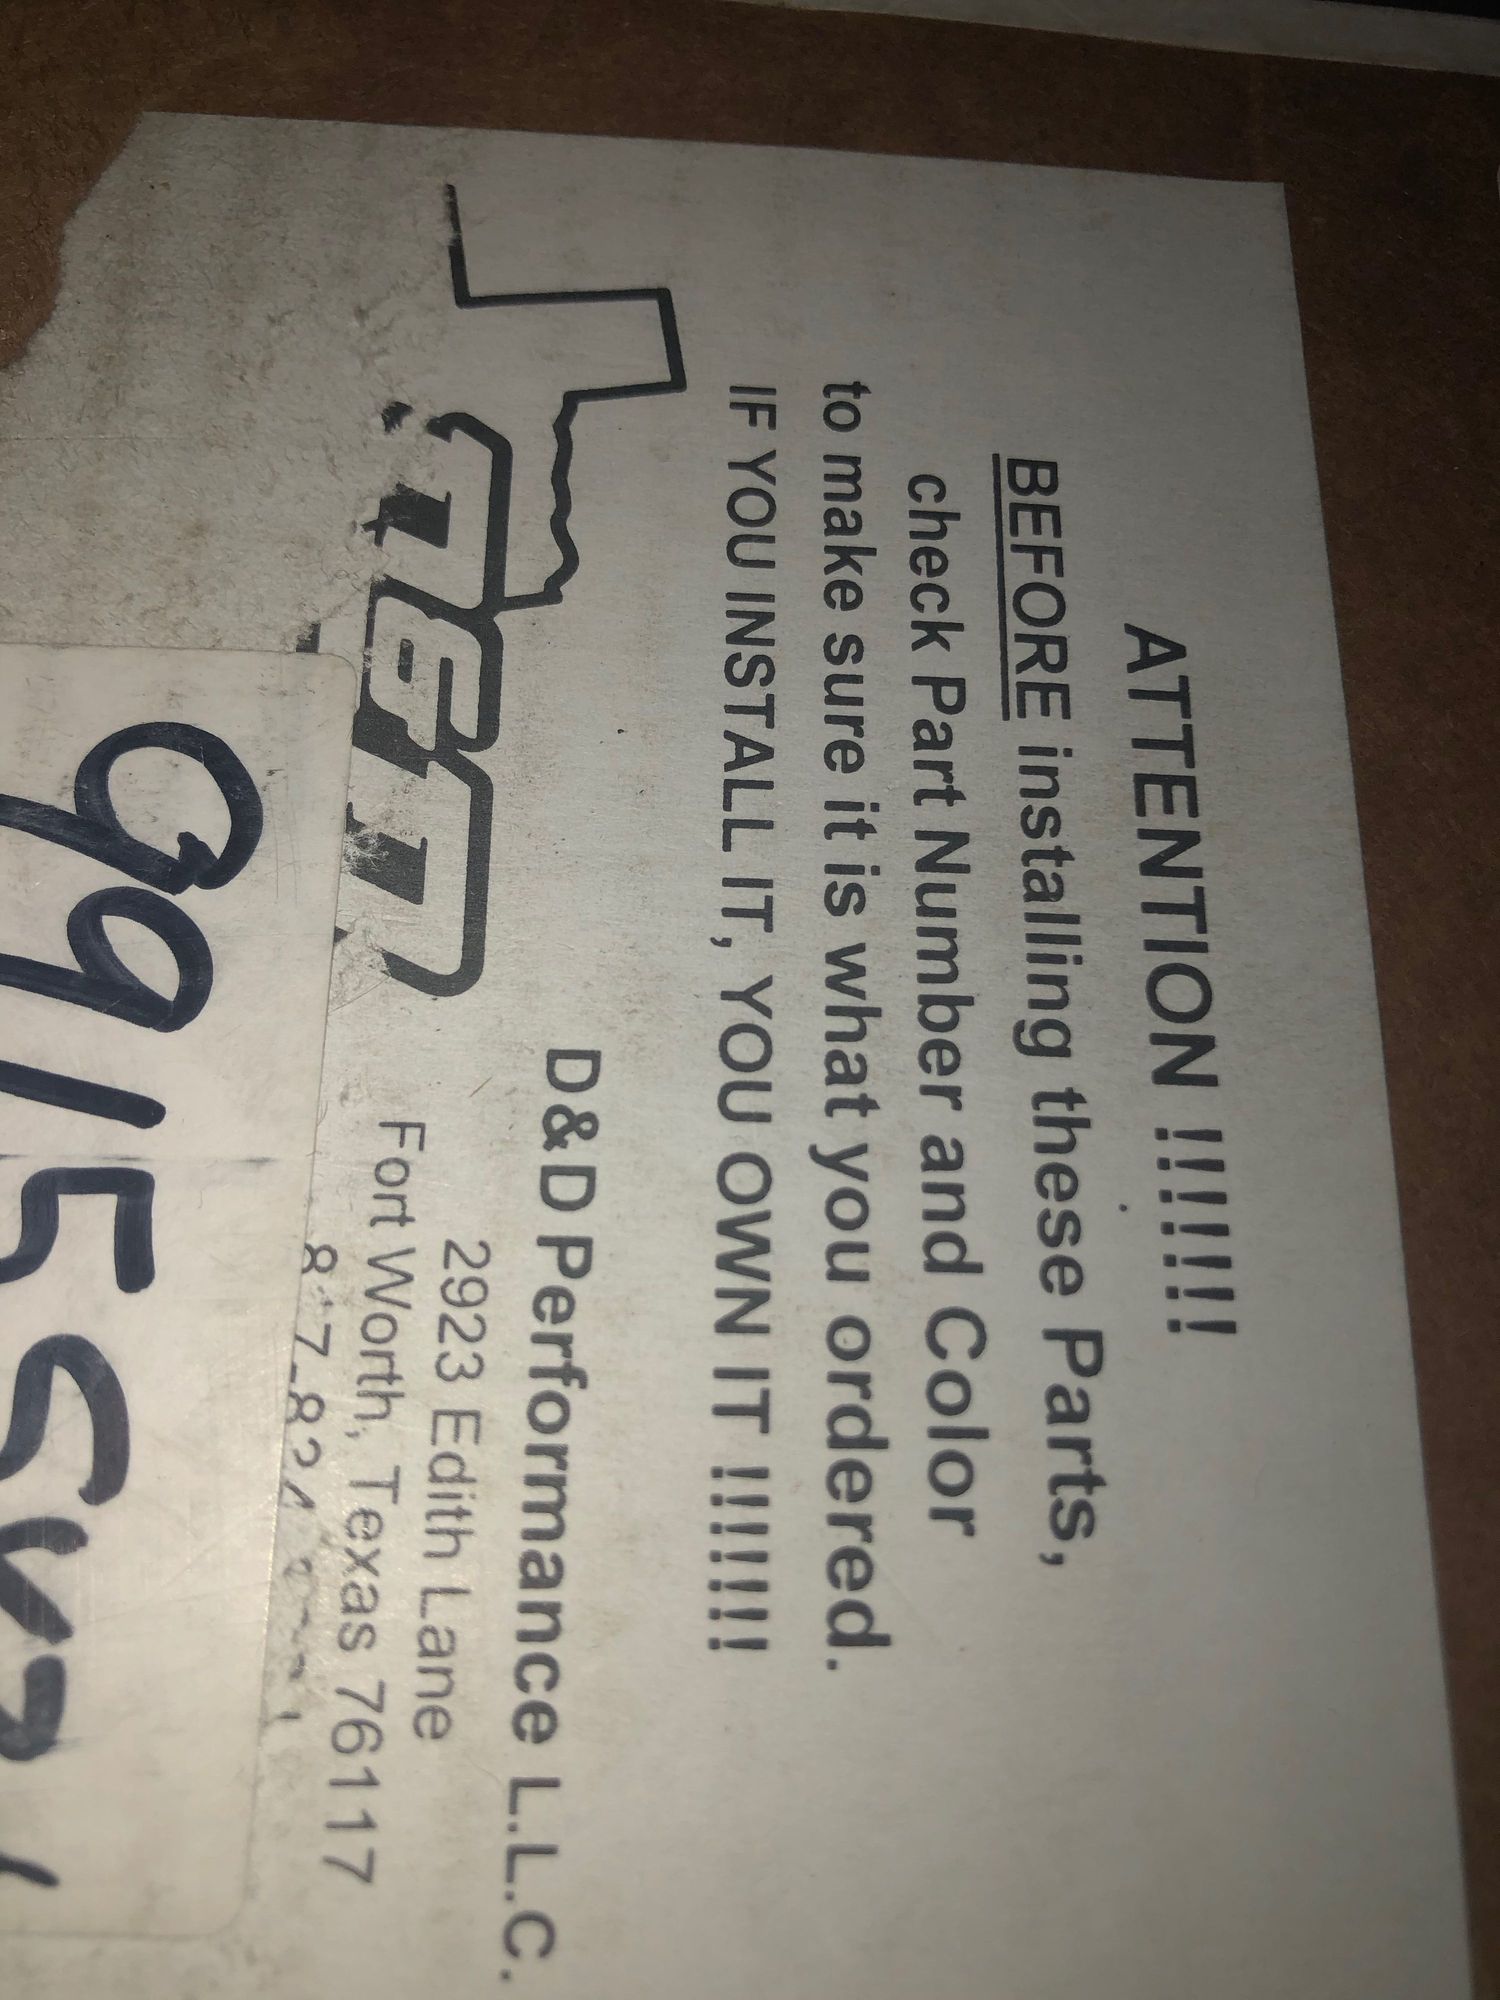 ATTENTION !!!!!!!
BEFORE installing these Parts,
check Part Number and Color
to make sure it is what you ordered.
IF YOU INSTALL IT, YOU OWN IT !!!!!!!
D&D Performance L.L.C.
2923 Edith Lane
Fort Worth, Texas 76117